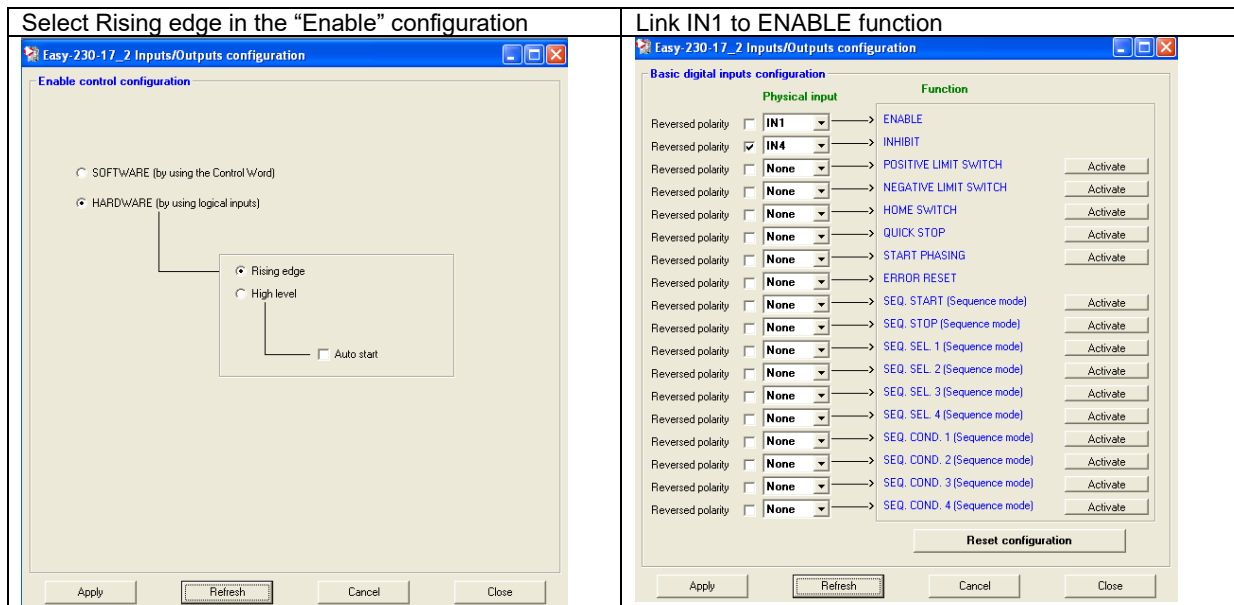 Select Rising edge in the “Enable” configuration
Easy-230-17_2 Inputs/Outputs configuration
Enable control configuration
SOFTWARE (by using the Control Word)
HARDWARE (by using logical inputs)
Rising edge
High level
Auto start
Apply Refresh Cancel Close
Link IN1 to ENABLE function
Easy-230-17_2 Inputs/Outputs configuration
Basic digital inputs configuration
Physical input Function
Reversed polarity IN1 ENABLE
Reversed polarity IN4 INHIBIT
Reversed polarity None POSITIVE LIMIT SWITCH Activate
Reversed polarity None NEGATIVE LIMIT SWITCH Activate
Reversed polarity None HOME SWITCH Activate
Reversed polarity None QUICK STOP Activate
Reversed polarity None START PHASING Activate
Reversed polarity None ERROR RESET
Reversed polarity None SEQ. START (Sequence mode) Activate
Reversed polarity None SEQ. STOP (Sequence mode) Activate
Reversed polarity None SEQ. SEL. 1 (Sequence mode) Activate
Reversed polarity None SEQ. SEL. 2 (Sequence mode) Activate
Reversed polarity None SEQ. SEL. 3 (Sequence mode) Activate
Reversed polarity None SEQ. SEL. 4 (Sequence mode) Activate
Reversed polarity None SEQ. COND. 1 (Sequence mode) Activate
Reversed polarity None SEQ. COND. 2 (Sequence mode) Activate
Reversed polarity None SEQ. COND. 3 (Sequence mode) Activate
Reversed polarity None SEQ. COND. 4 (Sequence mode) Activate
Reset configuration
Apply Refresh Cancel Close